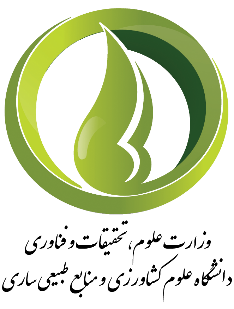 وزارت علوم، تحقیقات و فناوری
دانشگاه علوم کشاورزی و منابع طبیعی ساری